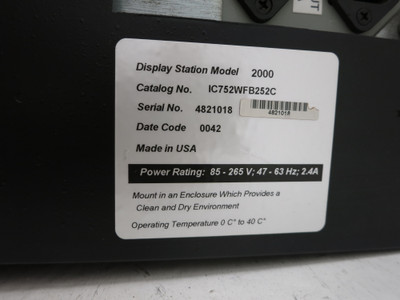 Display Station Model 2000
Catalog No. IC752WFB252C
Serial No. 4821018 4821018
Date Code 0042
Made in USA
Power Rating: 85 - 265 V; 47 - 63 Hz; 2.4A
Mount in an Enclosure Which Provides a
Clean and Dry Environment
Operating Temperature 0 C° to 40 C°